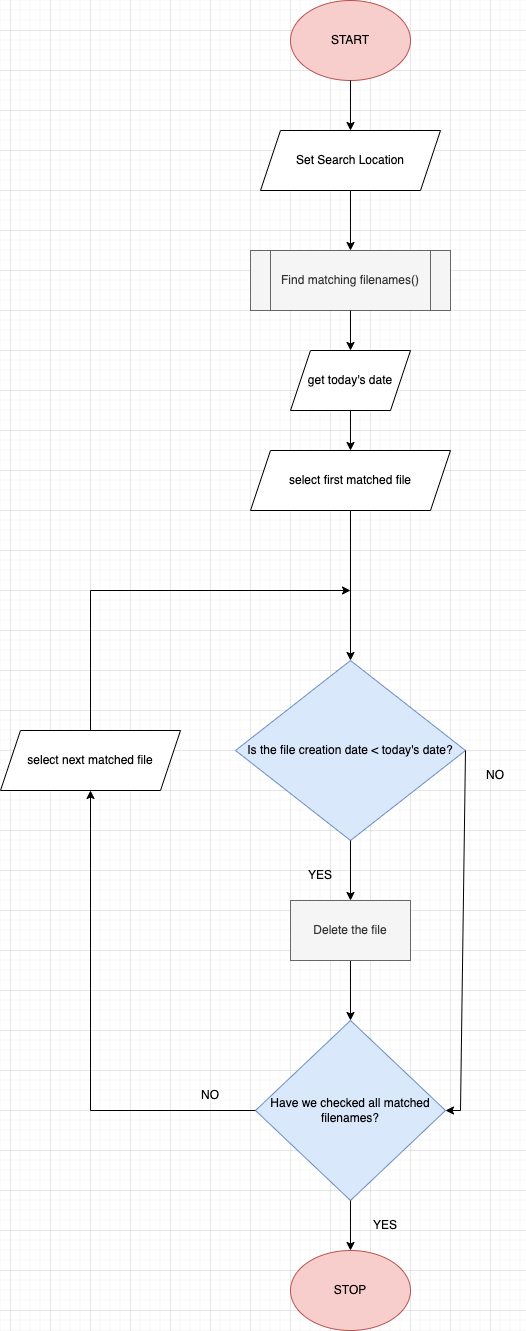 START
Set Search Location
Find matching filenames()
get today's date
select first matched file
select next matched file
Is the file creation date < today's date?
NO
YES
Delete the file
NO
Have we checked all matched
filenames?
YES
STOP